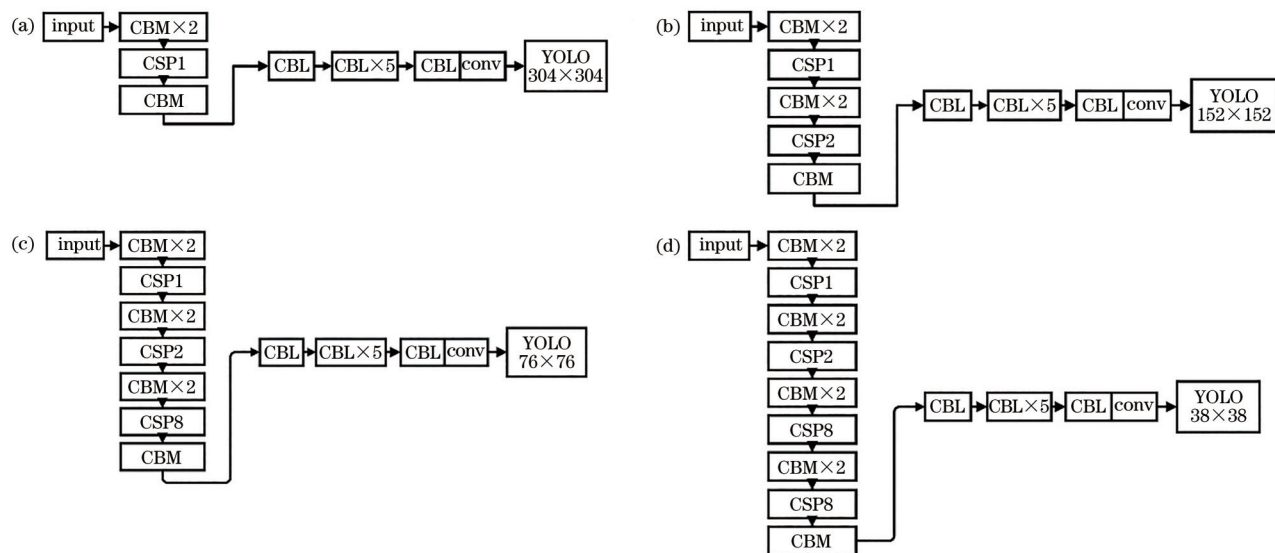 (a)
input
CBM×2
CSP1
CBM
CBL
CBL×5
CBL
conv
YOLO
304×304
(b)
input
CBM×2
CSP1
CBM×2
CSP2
CBM
CBL
CBL×5
CBL
conv
YOLO
152×152
(c)
input
CBM×2
CSP1
CBM×2
CSP2
CBM×2
CSP8
CBM
CBL
CBL×5
CBL
conv
YOLO
76×76
(d)
input
CBM×2
CSP1
CBM×2
CSP2
CBM×2
CSP8
CBM×2
CSP8
CBM
CBL
CBL×5
CBL
conv
YOLO
38×38